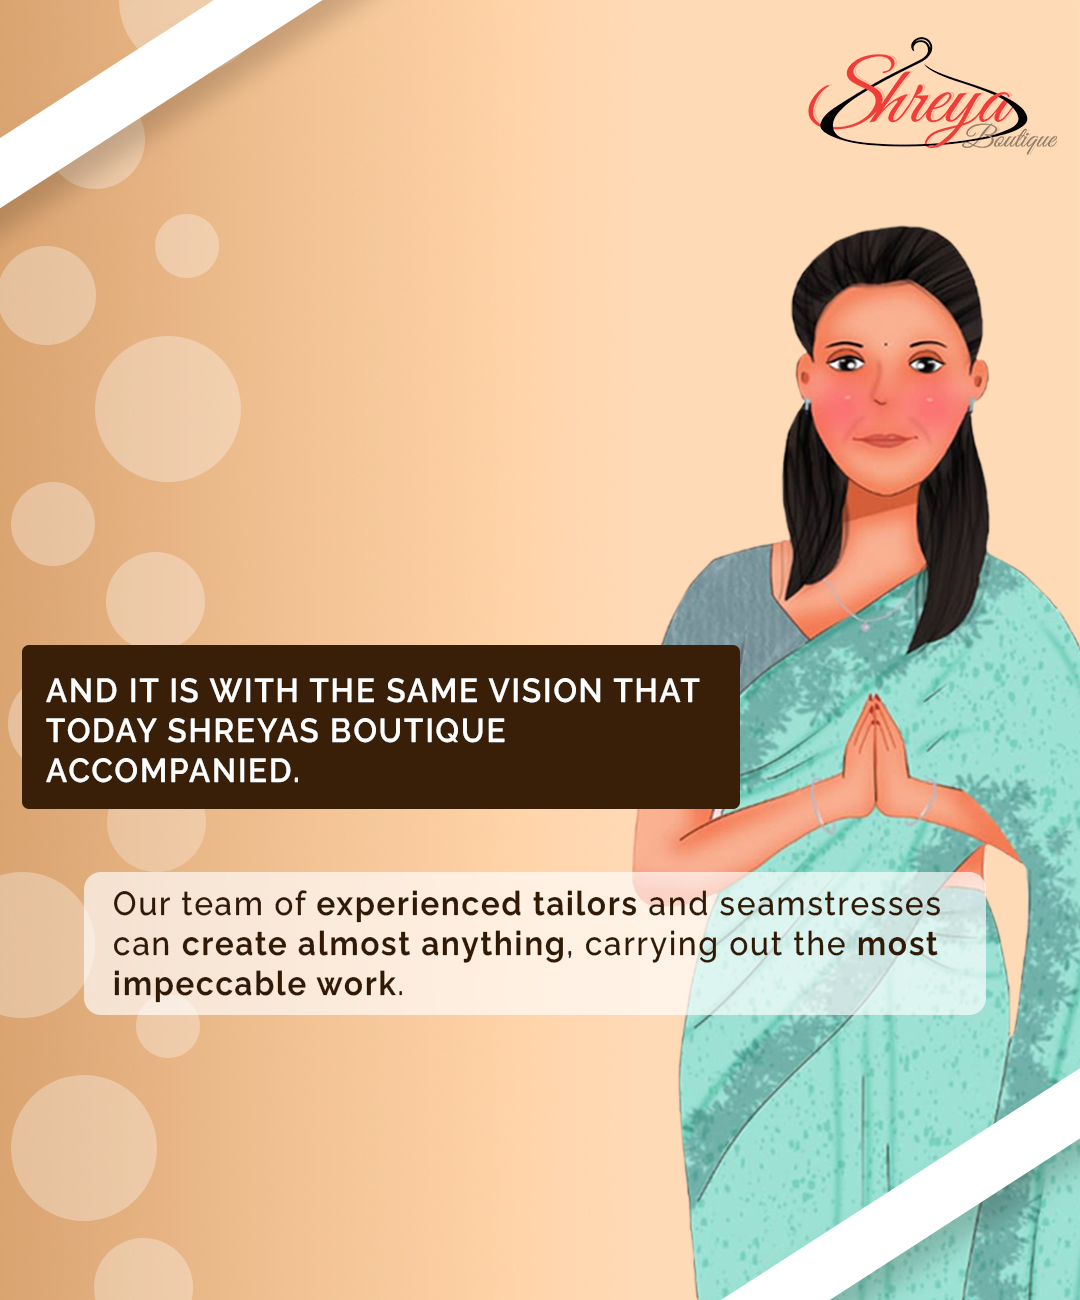 Shreya
Boutique
AND IT IS WITH THE SAME VISION THAT
TODAY SHREYAS BOUTIQUE
ACCOMPANIED.
Our team of experienced tailors and seamstresses
can create almost anything, carrying out the most
impeccable work.